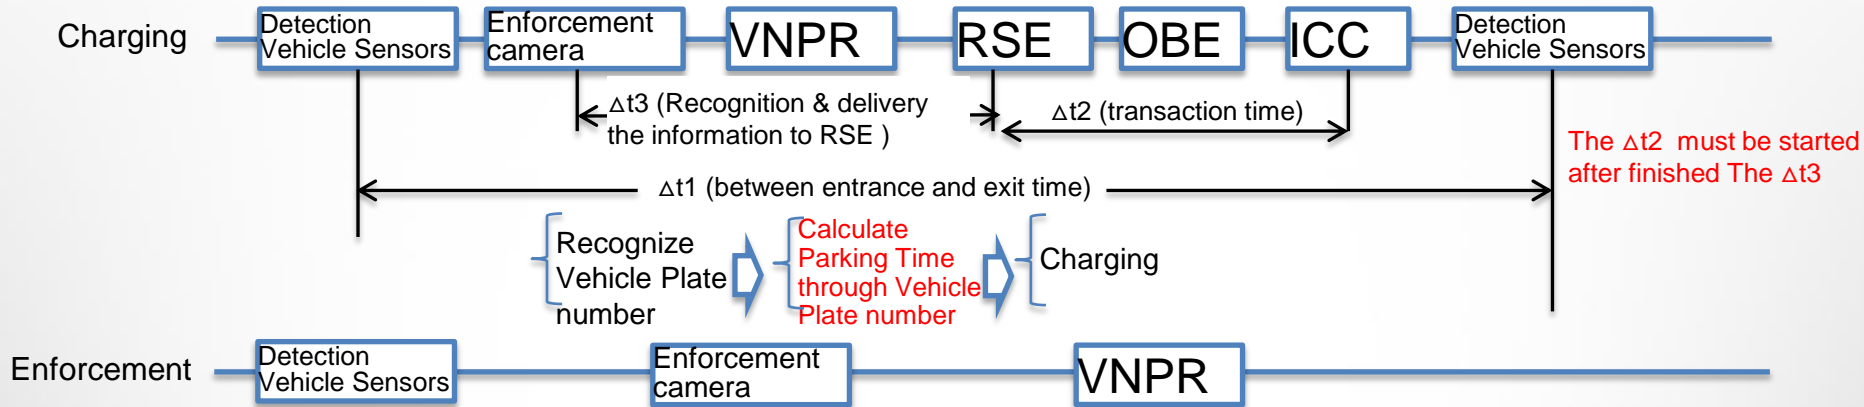 Charging
Detection
Vehicle Sensors
Enforcement
camera
VNPR
RSE
OBE
ICC
Detection
Vehicle Sensors
△t3 (Recognition & delivery
the information to RSE )
△t2 (transaction time)
The △t2 must be started
after finished The △t3
△t1 (between entrance and exit time)
Recognize
Vehicle Plate
number
Calculate
Parking Time
through Vehicle
Plate number
Charging
Enforcement
Detection
Vehicle Sensors
Enforcement
camera
VNPR